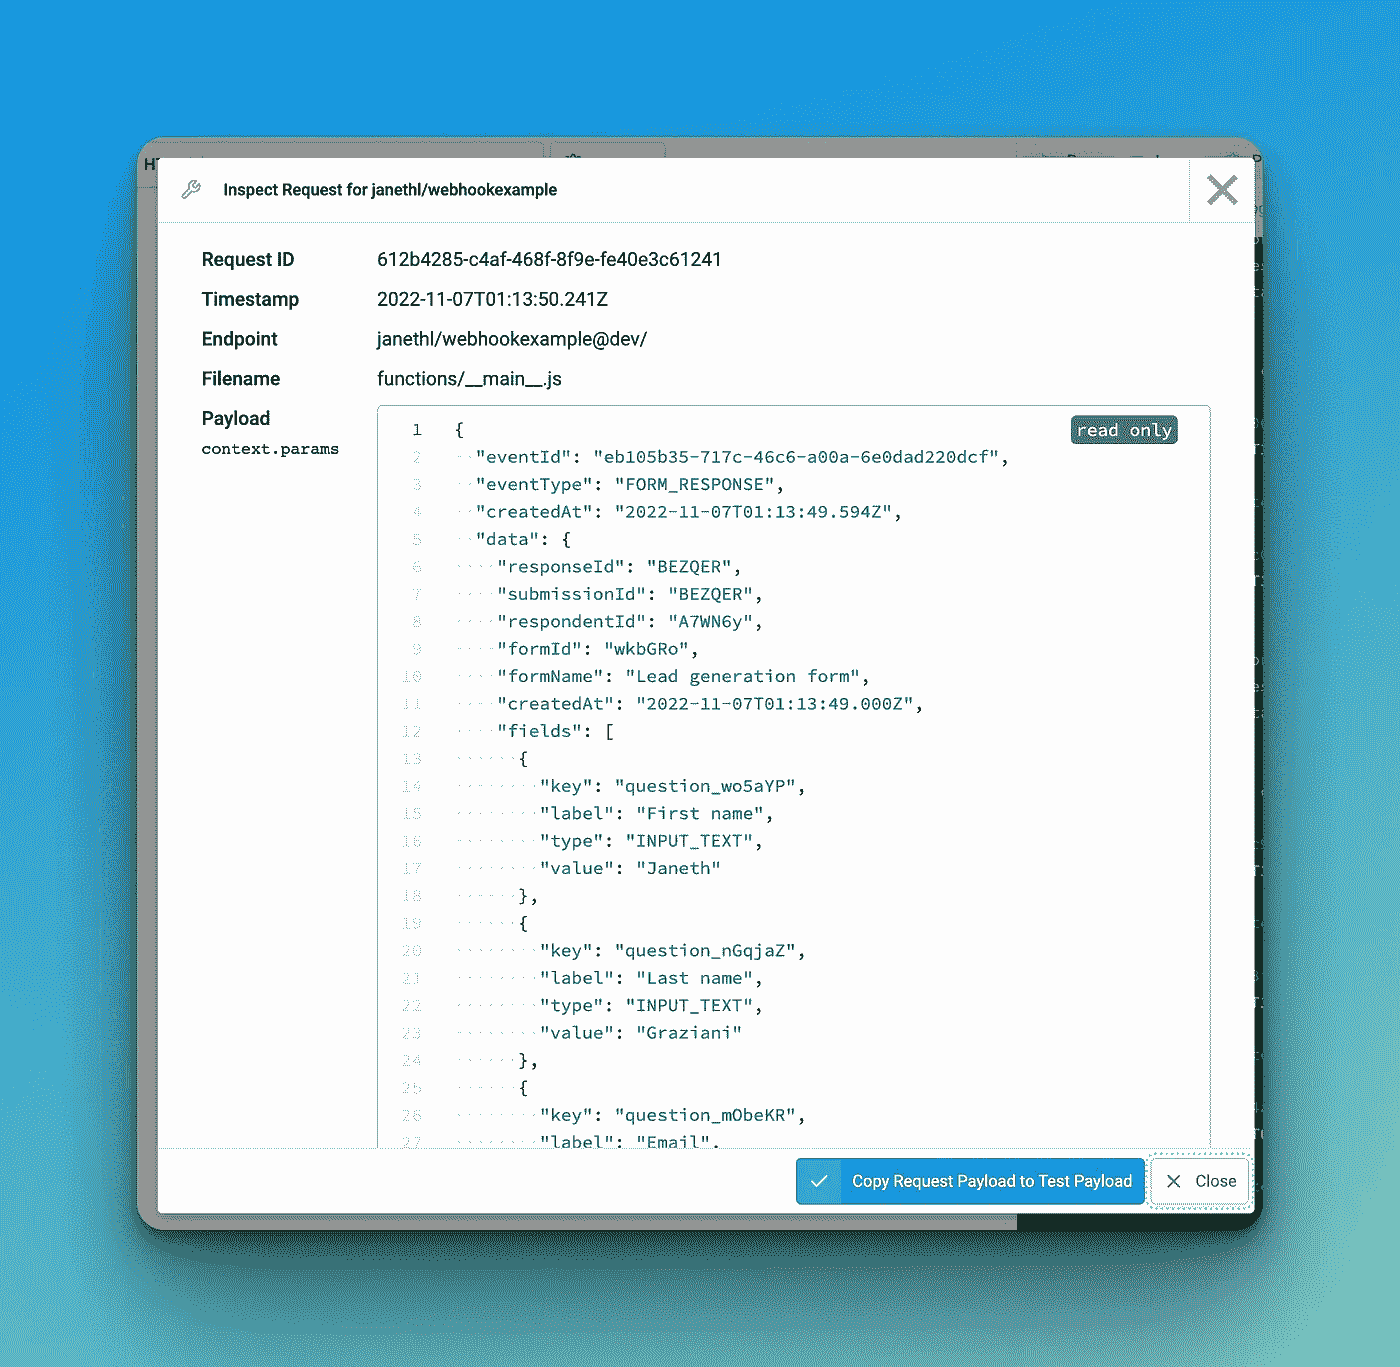 Inspect Request for janethl/webhookexample
Request ID 612b4285-c4af-468f-8f9e-fe40e3c61241
Timestamp 2022-11-07T01:13:50.241Z
Endpoint janethl/webhookexample@dev/
Filename functions/__main__.js
Payload
context.params
read only
1 {
2 "eventId": "eb105b35-717c-46c6-a00a-6e0dad220dcf",
3 "eventType": "FORM_RESPONSE",
4 "createdAt": "2022-11-07T01:13:49.594Z",
5 "data": {
6 "responseId": "BEZQER",
7 "submissionId": "BEZQER",
8 "respondentId": "A7WN6y",
9 "formId": "wkbGRo",
10 "formName": "Lead generation form",
11 "createdAt": "2022-11-07T01:13:49.000Z",
12 "fields": [
13 {
14 "key": "question_wo5aYP",
15 "label": "First name",
16 "type": "INPUT_TEXT",
17 "value": "Janeth"
18 },
19 {
20 "key": "question_nGqjaZ",
21 "label": "Last name",
22 "type": "INPUT_TEXT",
23 "value": "Graziani"
24 },
25 {
26 "key": "question_mObeKR",
27 "label": "Email",
Copy Request Payload to Test Payload
Close